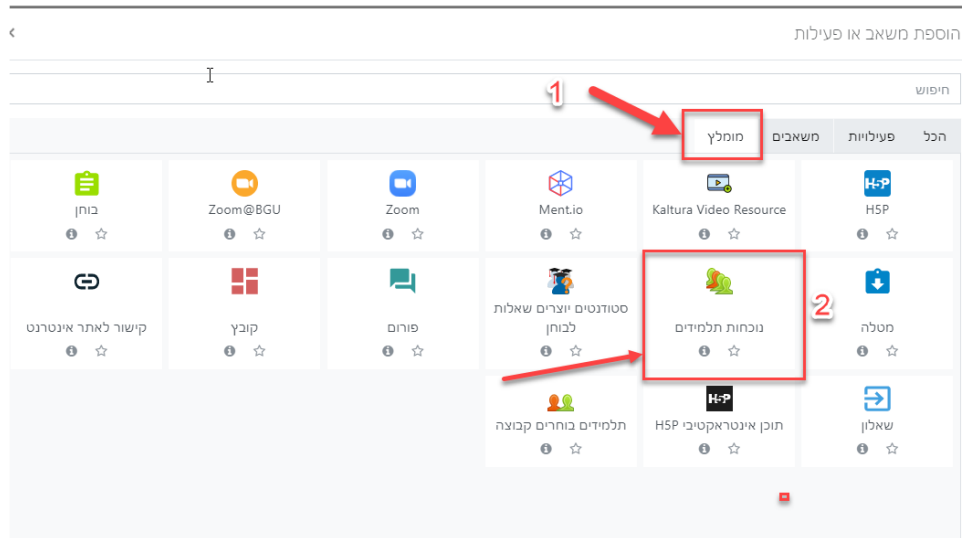 הוספת משאב או פעילות
חיפוש
1
הכל
פעילויות
משאבים
מומלץ
H5P
Kaltura Video Resource
Ment.io
Zoom
Zoom@BGU
בוחן
מטלה
2
נוכחות תלמידים
סטודנטים יוצרים שאלות
לבוחן
פורום
קובץ
קישור לאתר אינטרנט
שאלון
תוכן אינטראקטיבי H5P
תלמידים בוחרים קבוצה